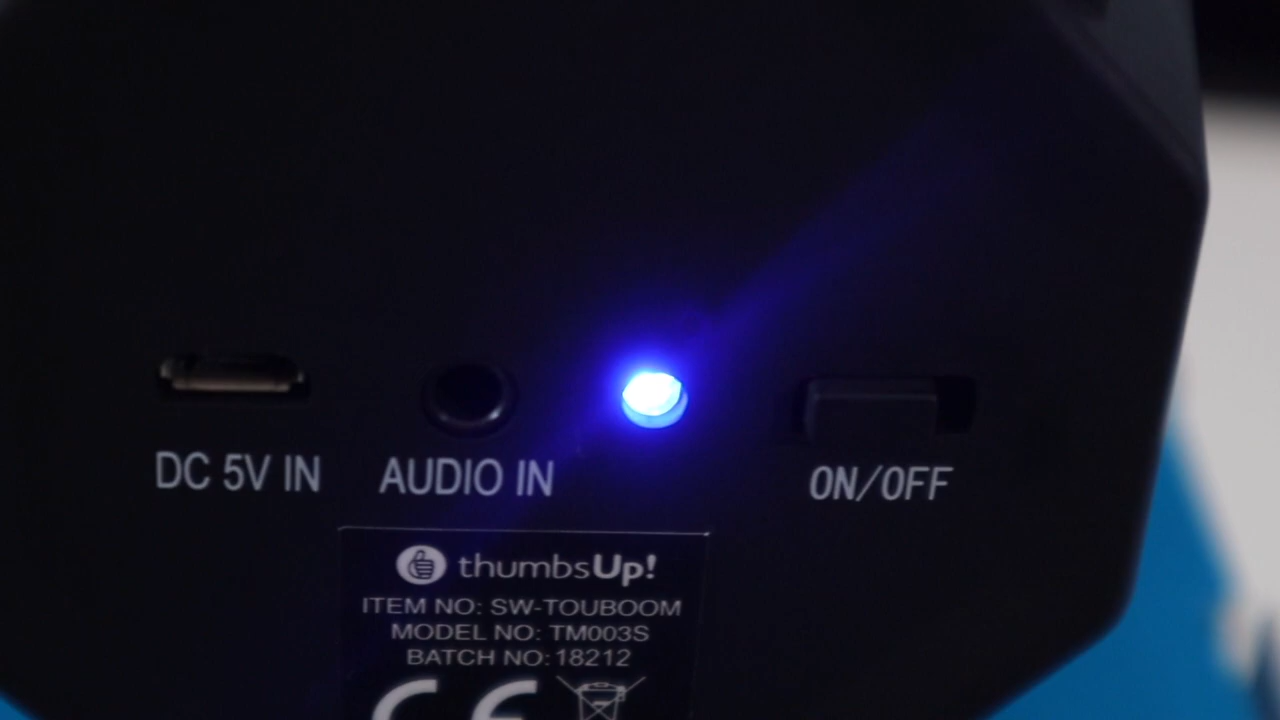 DC 5V IN
AUDIO IN
ON/OFF
thumbsUp!
ITEM NO: SW-TOUBOOM
MODEL NO: TM003S
BATCH NO: 18212
CE